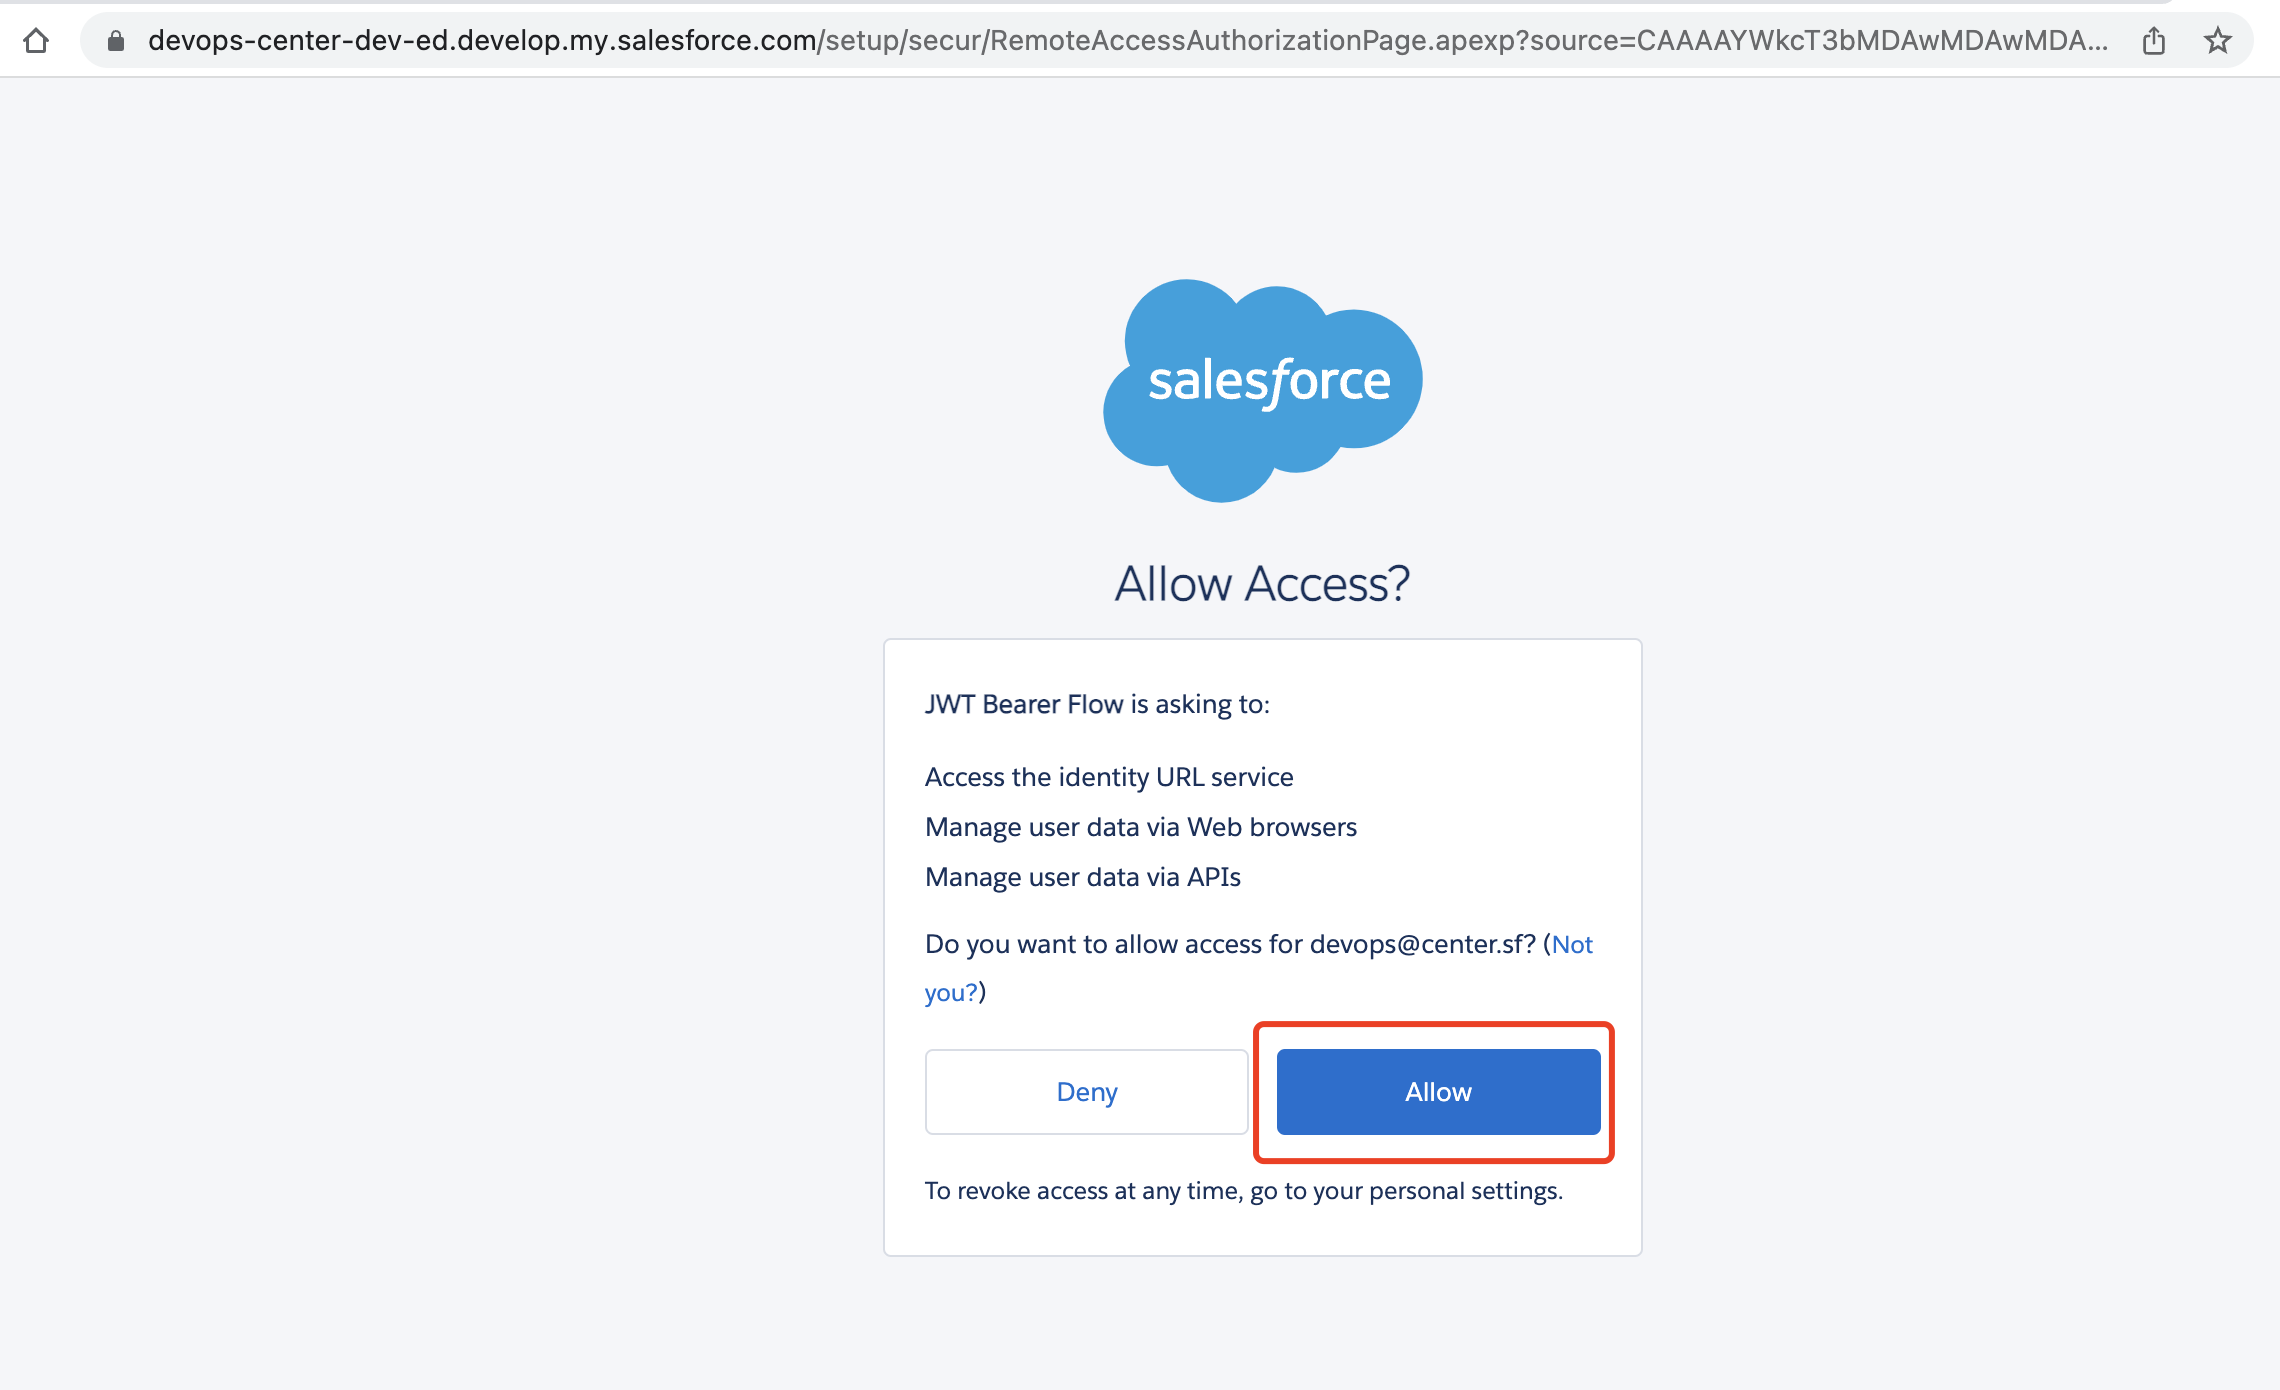 devops-center-dev-ed.develop.my.salesforce.com/setup/secur/RemoteAccessAuthorizationPage.apexp?source=CAAAAYWkcT3bMDAwMDAwMDA...
salesforce
Allow Access?
JWT Bearer Flow is asking to:
Access the identity URL service
Manage user data via Web browsers
Manage user data via APIs
Do you want to allow access for devops@center.sf? (Not
you?)
Deny
Allow
To revoke access at any time, go to your personal settings.